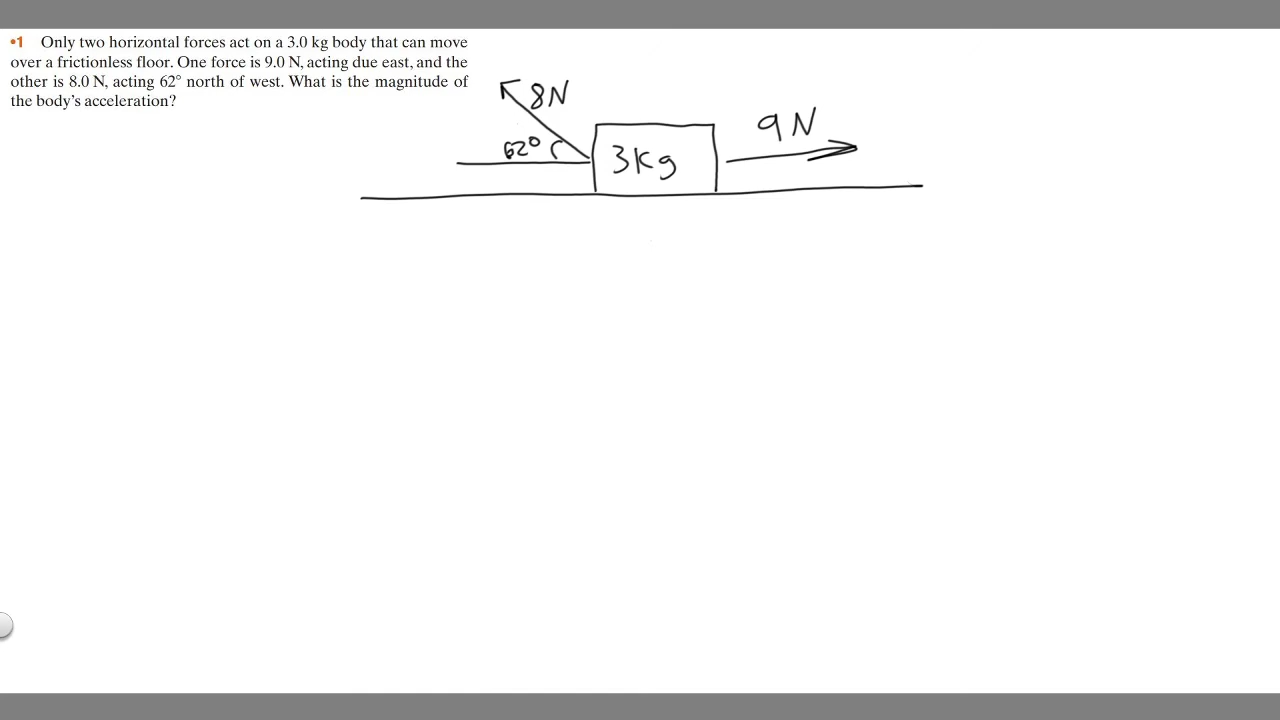 •1 Only two horizontal forces act on a 3.0 kg body that can move
over a frictionless floor. One force is 9.0 N, acting due east, and the
other is 8.0 N, acting 62° north of west. What is the magnitude of
the body's acceleration?
8N
9N
62°
3Kg